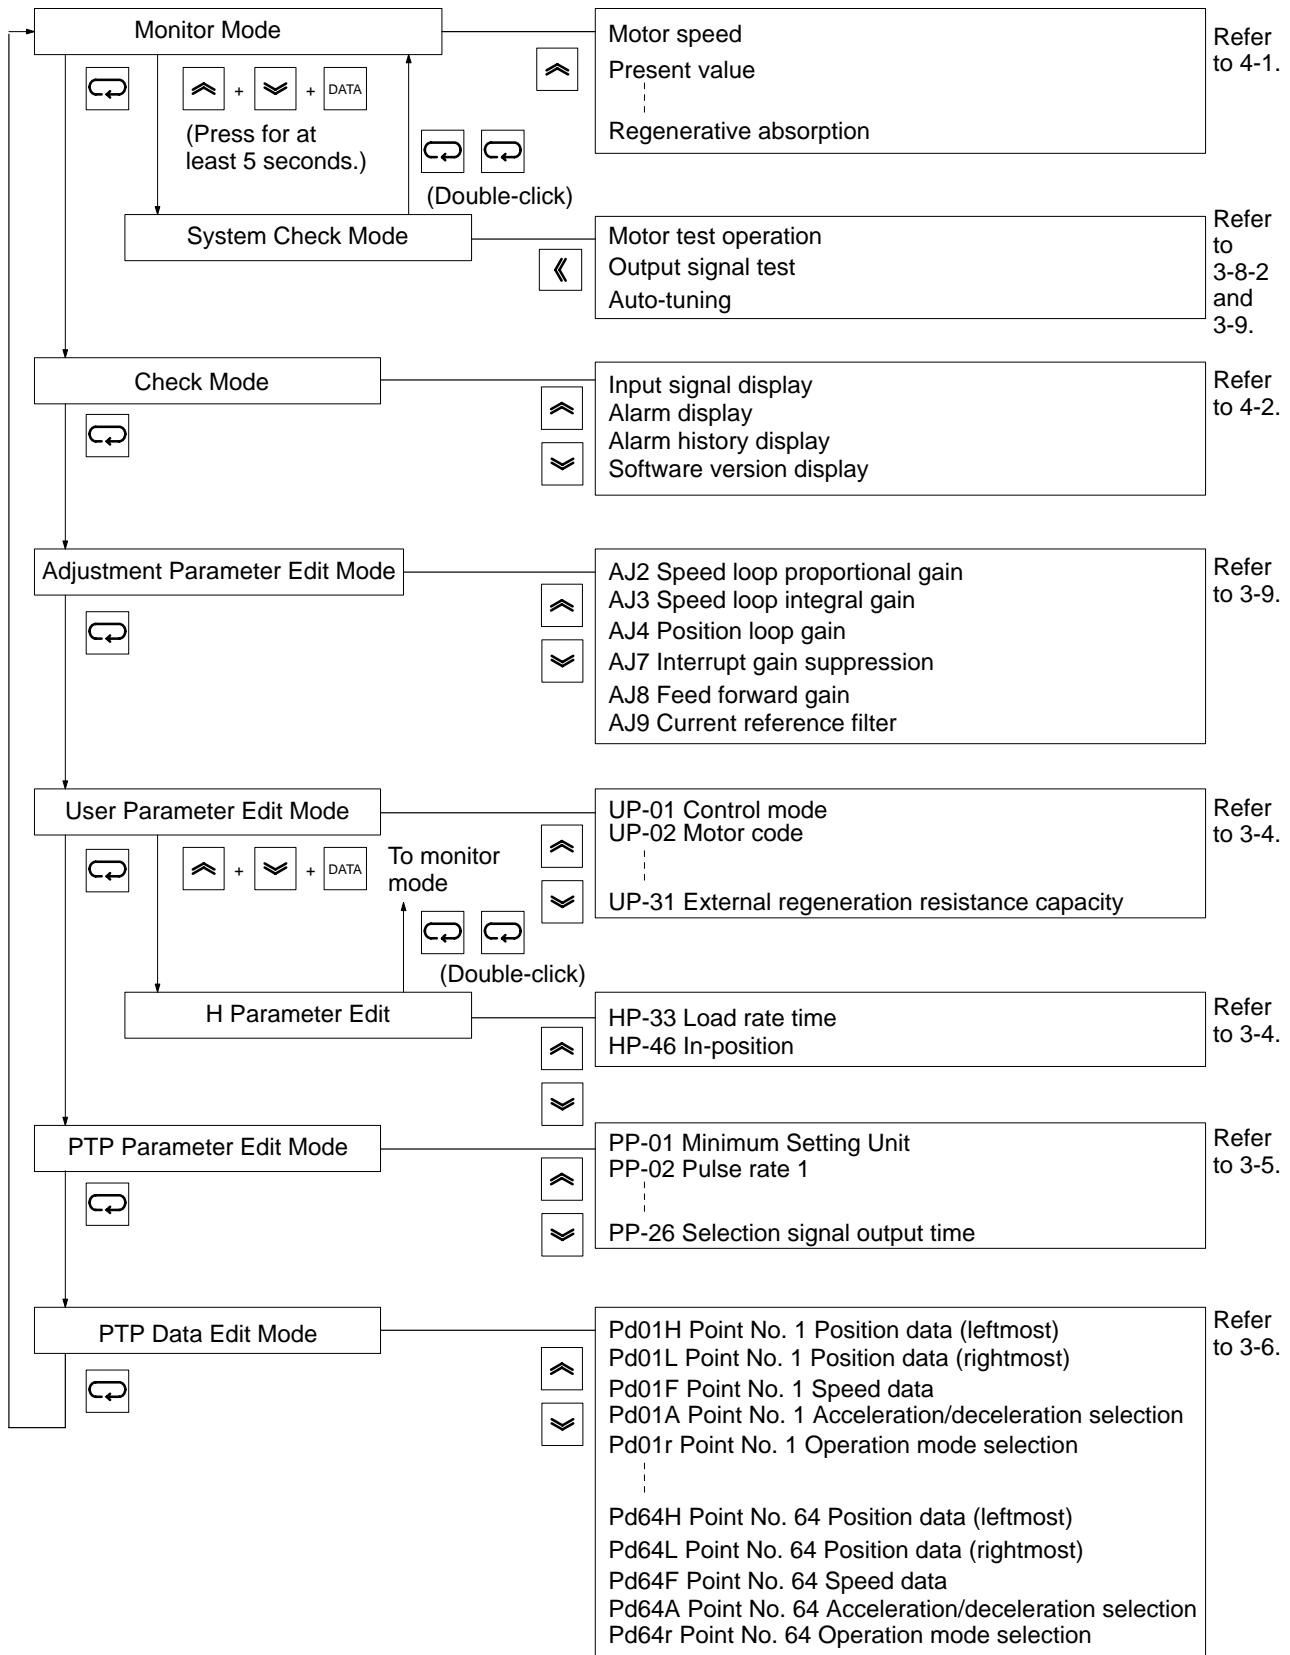 Monitor Mode
Motor speed
Present value
Regenerative absorption
Refer
to 4-1.
+ + DATA
(Press for at
least 5 seconds.)
(Double-click)
System Check Mode
Motor test operation
Output signal test
Auto-tuning
Refer
to
3-8-2
and
3-9.
Check Mode
Input signal display
Alarm display
Alarm history display
Software version display
Refer
to 4-2.
Adjustment Parameter Edit Mode
AJ2 Speed loop proportional gain
AJ3 Speed loop integral gain
AJ4 Position loop gain
AJ7 Interrupt gain suppression
AJ8 Feed forward gain
AJ9 Current reference filter
Refer
to 3-9.
User Parameter Edit Mode
UP-01 Control mode
UP-02 Motor code
UP-31 External regeneration resistance capacity
Refer
to 3-4.
+ + DATA
To monitor
mode
(Double-click)
H Parameter Edit
HP-33 Load rate time
HP-46 In-position
Refer
to 3-4.
PTP Parameter Edit Mode
PP-01 Minimum Setting Unit
PP-02 Pulse rate 1
PP-26 Selection signal output time
Refer
to 3-5.
PTP Data Edit Mode
Pd01H Point No. 1 Position data (leftmost)
Pd01L Point No. 1 Position data (rightmost)
Pd01F Point No. 1 Speed data
Pd01A Point No. 1 Acceleration/deceleration selection
Pd01r Point No. 1 Operation mode selection
Pd64H Point No. 64 Position data (leftmost)
Pd64L Point No. 64 Position data (rightmost)
Pd64F Point No. 64 Speed data
Pd64A Point No. 64 Acceleration/deceleration selection
Pd64r Point No. 64 Operation mode selection
Refer
to 3-6.